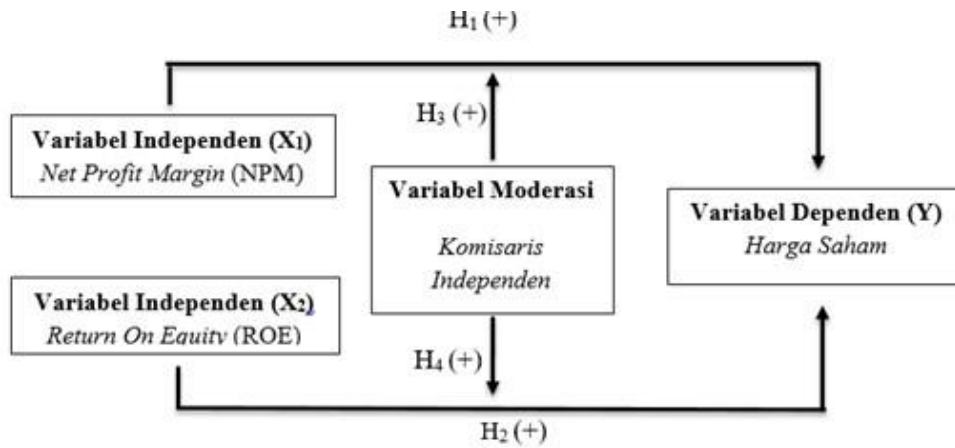 H₁ (+)
H₃ (+)
Variabel Independen (X₁)
Net Profit Margin (NPM)
Variabel Moderasi
Komisaris
Independen
Variabel Dependen (Y)
Harga Saham
Variabel Independen (X₂)
Return On Equity (ROE)
H₄ (+)
H₂ (+)